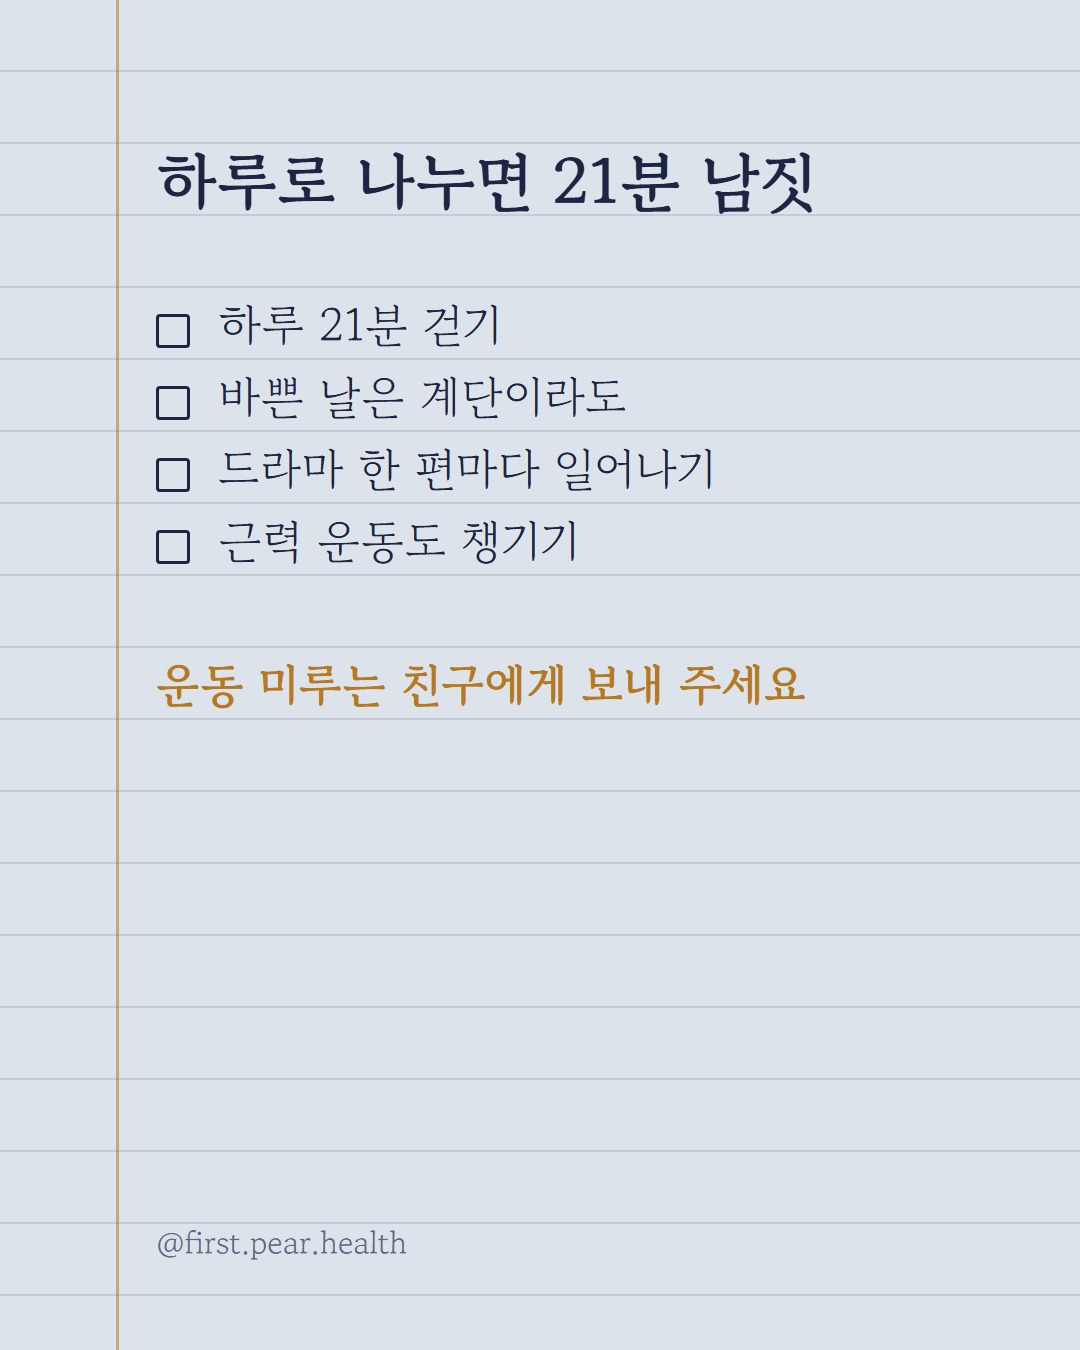 하루로 나누면 21분 남짓
하루 21분 걷기
바쁜 날은 계단이라도
드라마 한 편마다 일어나기
근력 운동도 챙기기
운동 미루는 친구에게 보내 주세요
@first.pear.health